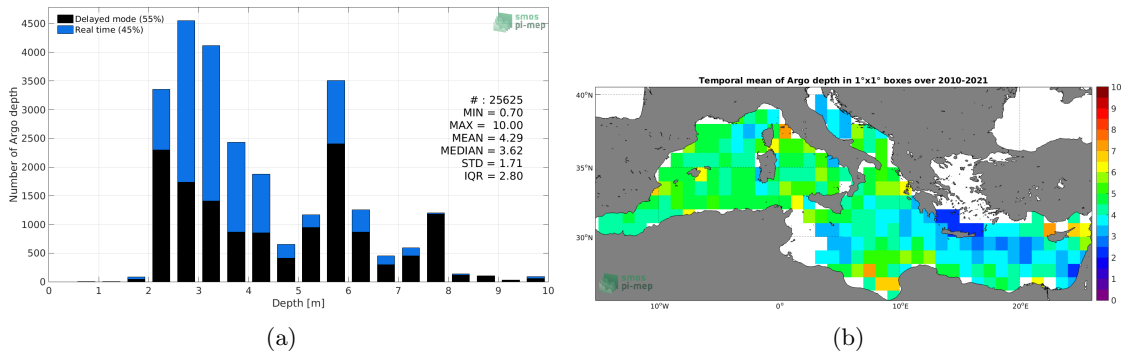 smos
pi-mep
Delayed mode (55%)
Real time (45%)
4500
4000
3500
3000
2500
2000
1500
1000
500
0
Number of Argo depth
# : 25625
MIN = 0.70
MAX = 10.00
MEAN = 4.29
MEDIAN = 3.62
STD = 1.71
IQR = 2.80
0 1 2 3 4 5 6 7 8 9 10
Depth [m]
(a)
Temporal mean of Argo depth in 1°x1° boxes over 2010-2021
40°N
35°N
30°N
10°W 0° 10°E 20°E
10
9
8
7
6
5
4
3
2
1
0
smos
pi-mep
(b)